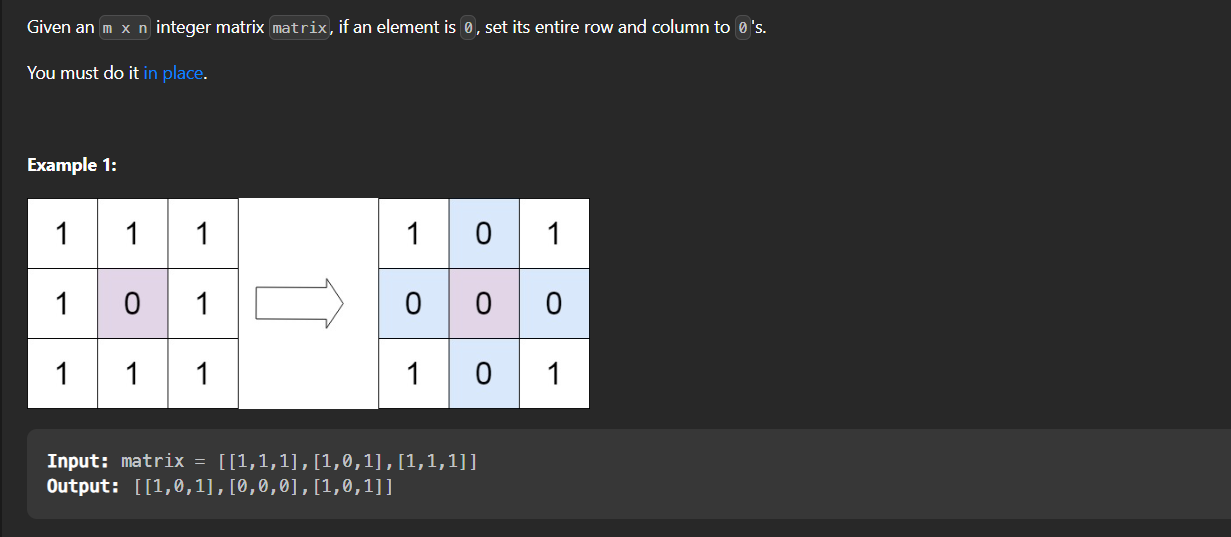 Given an m x n integer matrix matrix, if an element is 0, set its entire row and column to 0's.
You must do it in place.
Example 1:
1 1 1 1 0 1
1 0 1 0 0 0
1 1 1 1 0 1
Input: matrix = [[1,1,1],[1,0,1],[1,1,1]]
Output: [[1,0,1],[0,0,0],[1,0,1]]